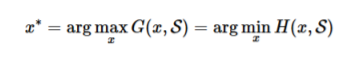 x* = arg max G(x, S) = arg min H(x, S)
x x